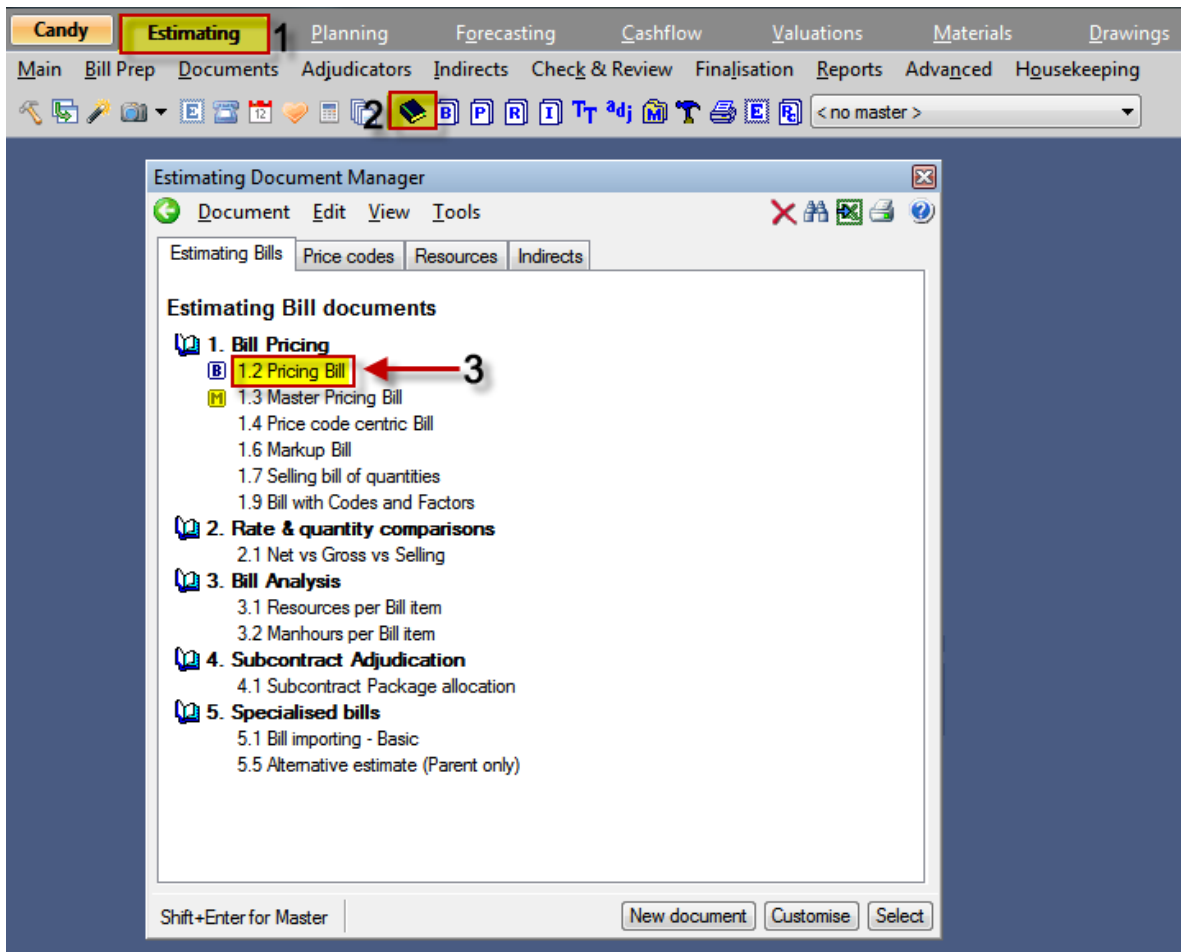 Candy Estimating 1 Planning Forecasting Cashflow Valuations Materials Drawings
Main Bill Prep Documents Adjudicators Indirects Check & Review Finalisation Reports Advanced Housekeeping
E 12 2 B P R I TT adj M E R < no master >
Estimating Document Manager
Document Edit View Tools
Estimating Bills Price codes Resources Indirects
Estimating Bill documents
1. Bill Pricing
B 1.2 Pricing Bill 3
M 1.3 Master Pricing Bill
1.4 Price code centric Bill
1.6 Markup Bill
1.7 Selling bill of quantities
1.9 Bill with Codes and Factors
2. Rate & quantity comparisons
2.1 Net vs Gross vs Selling
3. Bill Analysis
3.1 Resources per Bill item
3.2 Manhours per Bill item
4. Subcontract Adjudication
4.1 Subcontract Package allocation
5. Specialised bills
5.1 Bill importing - Basic
5.5 Alternative estimate (Parent only)
Shift+Enter for Master New document Customise Select